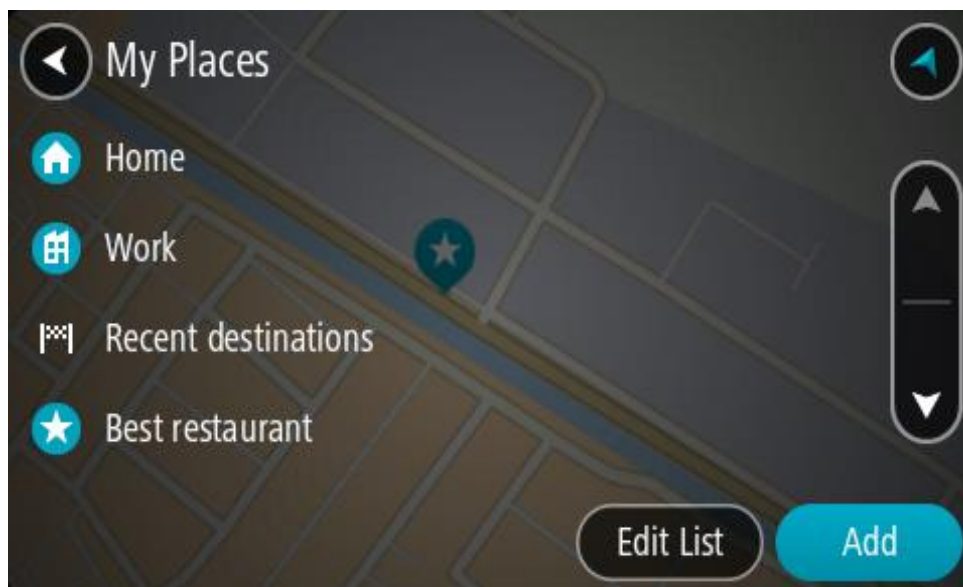 My Places
Home
Work
Recent destinations
Best restaurant
Edit List
Add